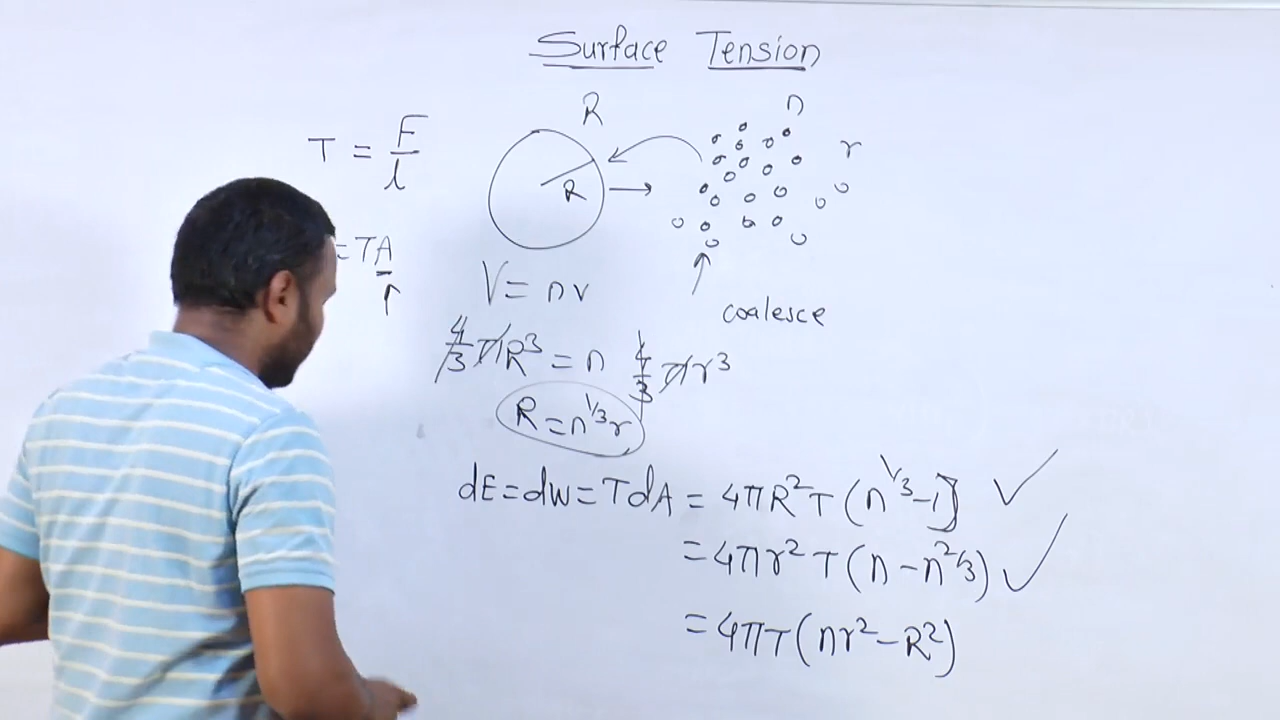 Surface Tension
R
n
T = F/l
R
r
= TA
V = nv
coalesce
4/3 πR³ = n 4/3 πr³
R = n^1/3 r
dE = dW = TdA = 4πR²T (n^1/3 - 1)
= 4πr² T (n - n^2/3)
= 4πT (nr² - R²)